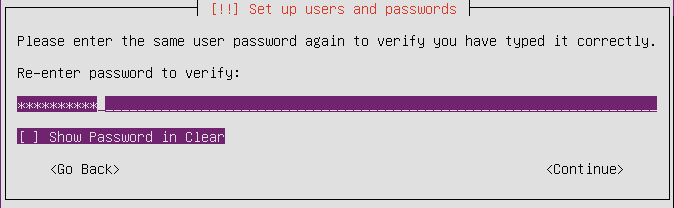 [!!] Set up users and passwords
Please enter the same user password again to verify you have typed it correctly.
Re-enter password to verify:
**********
[ ] Show Password in Clear
<Go Back> <Continue>